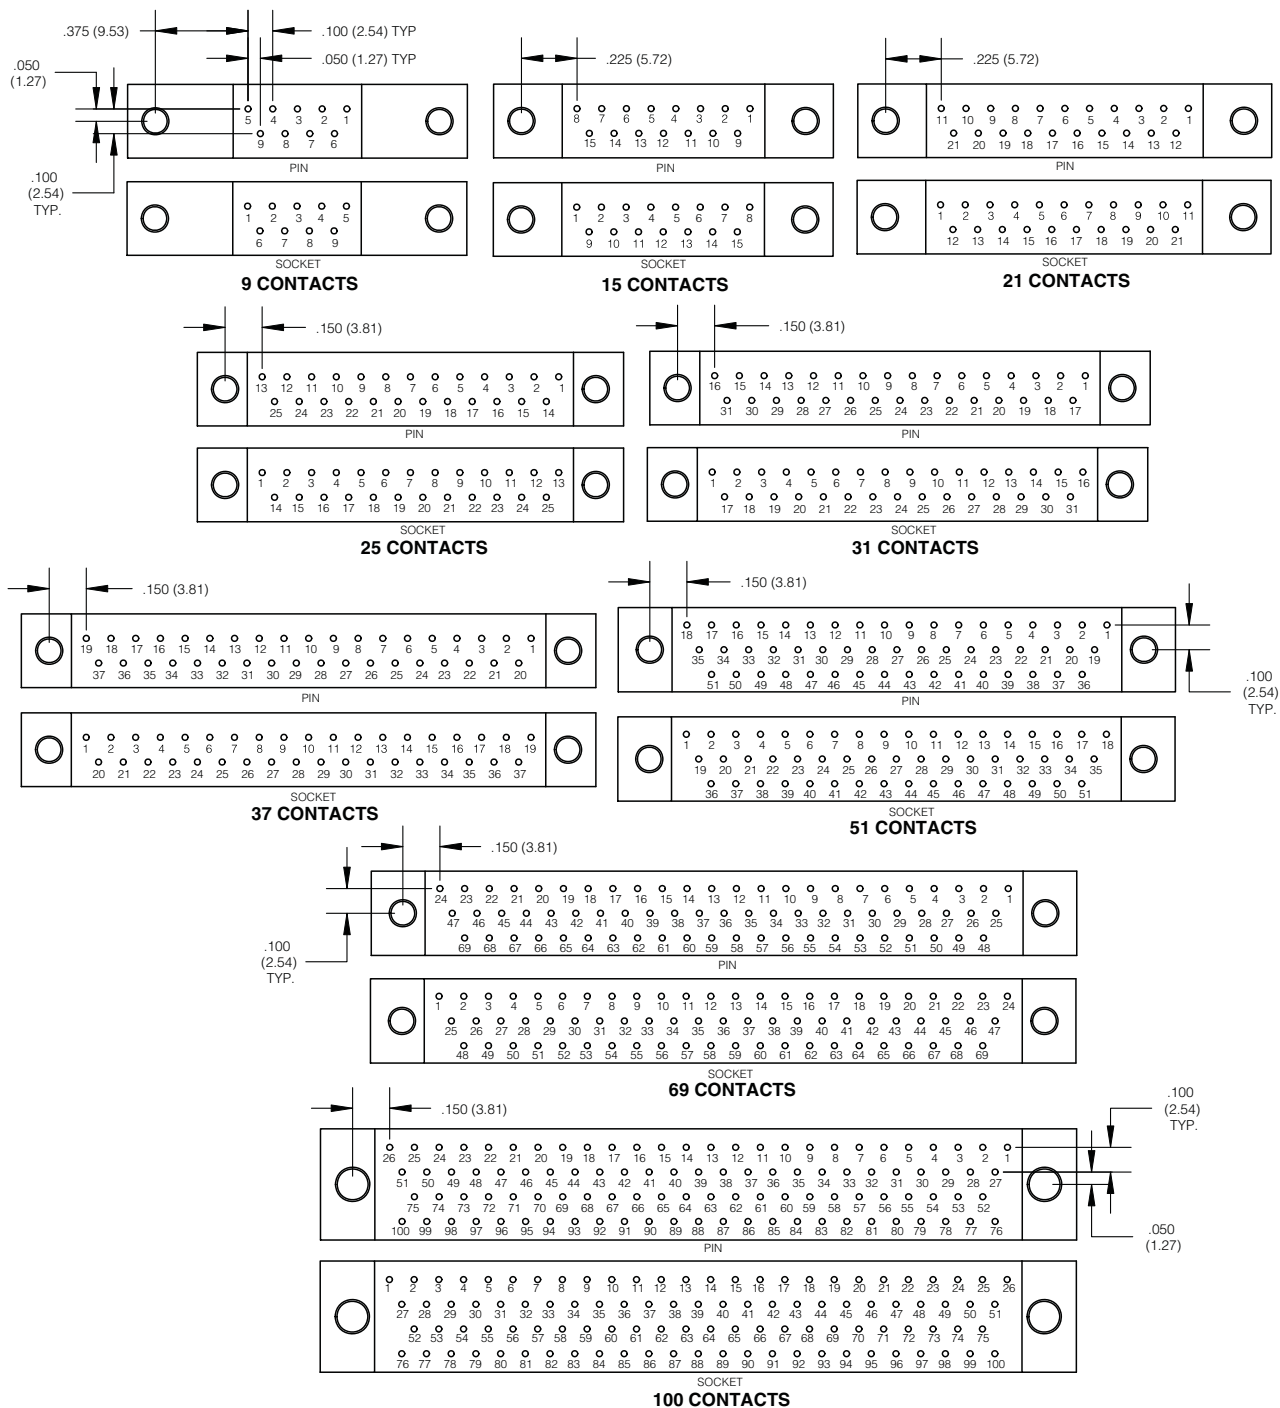 .375 (9.53) .100 (2.54) TYP
.050 (1.27) TYP .225 (5.72) .225 (5.72)
.050
(1.27)
5 4 3 2 1
9 8 7 6
PIN
8 7 6 5 4 3 2 1
15 14 13 12 11 10 9
PIN
11 10 9 8 7 6 5 4 3 2 1
21 20 19 18 17 16 15 14 13 12
PIN
.100
(2.54)
TYP.
1 2 3 4 5
6 7 8 9
SOCKET
9 CONTACTS
1 2 3 4 5 6 7 8
9 10 11 12 13 14 15
SOCKET
15 CONTACTS
1 2 3 4 5 6 7 8 9 10 11
12 13 14 15 16 17 18 19 20 21
SOCKET
21 CONTACTS
.150 (3.81)
13 12 11 10 9 8 7 6 5 4 3 2 1
25 24 23 22 21 20 19 18 17 16 15 14
PIN
1 2 3 4 5 6 7 8 9 10 11 12 13
14 15 16 17 18 19 20 21 22 23 24 25
SOCKET
25 CONTACTS
.150 (3.81)
16 15 14 13 12 11 10 9 8 7 6 5 4 3 2 1
31 30 29 28 27 26 25 24 23 22 21 20 19 18 17
PIN
1 2 3 4 5 6 7 8 9 10 11 12 13 14 15 16
17 18 19 20 21 22 23 24 25 26 27 28 29 30 31
SOCKET
31 CONTACTS
.150 (3.81)
19 18 17 16 15 14 13 12 11 10 9 8 7 6 5 4 3 2 1
37 36 35 34 33 32 31 30 29 28 27 26 25 24 23 22 21 20
PIN
1 2 3 4 5 6 7 8 9 10 11 12 13 14 15 16 17 18 19
20 21 22 23 24 25 26 27 28 29 30 31 32 33 34 35 36 37
SOCKET
37 CONTACTS
.150 (3.81)
18 17 16 15 14 13 12 11 10 9 8 7 6 5 4 3 2 1
35 34 33 32 31 30 29 28 27 26 25 24 23 22 21 20 19
51 50 49 48 47 46 45 44 43 42 41 40 39 38 37 36
PIN
.100
(2.54)
TYP.
1 2 3 4 5 6 7 8 9 10 11 12 13 14 15 16 17 18
19 20 21 22 23 24 25 26 27 28 29 30 31 32 33 34 35
36 37 38 39 40 41 42 43 44 45 46 47 48 49 50 51
SOCKET
51 CONTACTS
.150 (3.81)
24 23 22 21 20 19 18 17 16 15 14 13 12 11 10 9 8 7 6 5 4 3 2 1
47 46 45 44 43 42 41 40 39 38 37 36 35 34 33 32 31 30 29 28 27 26 25
69 68 67 66 65 64 63 62 61 60 59 58 57 56 55 54 53 52 51 50 49 48
PIN
.100
(2.54)
TYP.
1 2 3 4 5 6 7 8 9 10 11 12 13 14 15 16 17 18 19 20 21 22 23 24
25 26 27 28 29 30 31 32 33 34 35 36 37 38 39 40 41 42 43 44 45 46 47
48 49 50 51 52 53 54 55 56 57 58 59 60 61 62 63 64 65 66 67 68 69
SOCKET
69 CONTACTS
.150 (3.81)
.100
(2.54)
TYP.
26 25 24 23 22 21 20 19 18 17 16 15 14 13 12 11 10 9 8 7 6 5 4 3 2 1
51 50 49 48 47 46 45 44 43 42 41 40 39 38 37 36 35 34 33 32 31 30 29 28 27
75 74 73 72 71 70 69 68 67 66 65 64 63 62 61 60 59 58 57 56 55 54 53 52
100 99 98 97 96 95 94 93 92 91 90 89 88 87 86 85 84 83 82 81 80 79 78 77 76
PIN
.050
(1.27)
1 2 3 4 5 6 7 8 9 10 11 12 13 14 15 16 17 18 19 20 21 22 23 24 25 26
27 28 29 30 31 32 33 34 35 36 37 38 39 40 41 42 43 44 45 46 47 48 49 50 51
52 53 54 55 56 57 58 59 60 61 62 63 64 65 66 67 68 69 70 71 72 73 74 75
76 77 78 79 80 81 82 83 84 85 86 87 88 89 90 91 92 93 94 95 96 97 98 99 100
SOCKET
100 CONTACTS